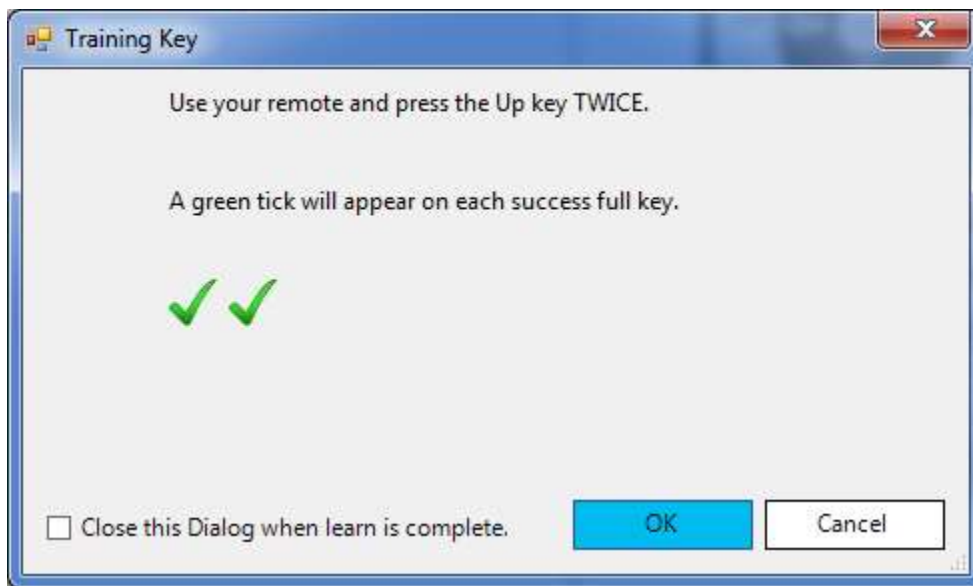 Training Key
Use your remote and press the Up key TWICE.
A green tick will appear on each success full key.
Close this Dialog when learn is complete.
OK
Cancel